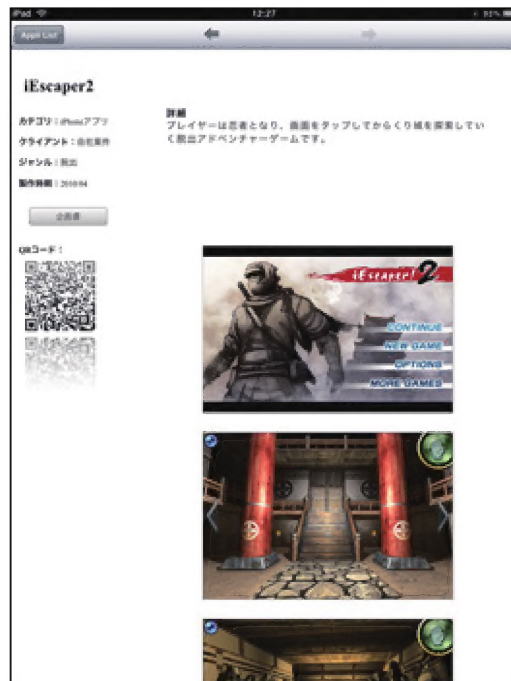 iPad 12:27 92%
Appli List
iEscaper2
カテゴリ：iPhoneアプリ
クライアント：自社案件
ジャンル：脱出
製作時期：2010/04
企画書
QRコード：
詳細
プレイヤーは忍者となり、画面をタップしてからくり城を探索してい
く脱出アドベンチャーゲームです。
iEscaper! 2
CONTINUE
NEW GAME
OPTIONS
MORE GAMES